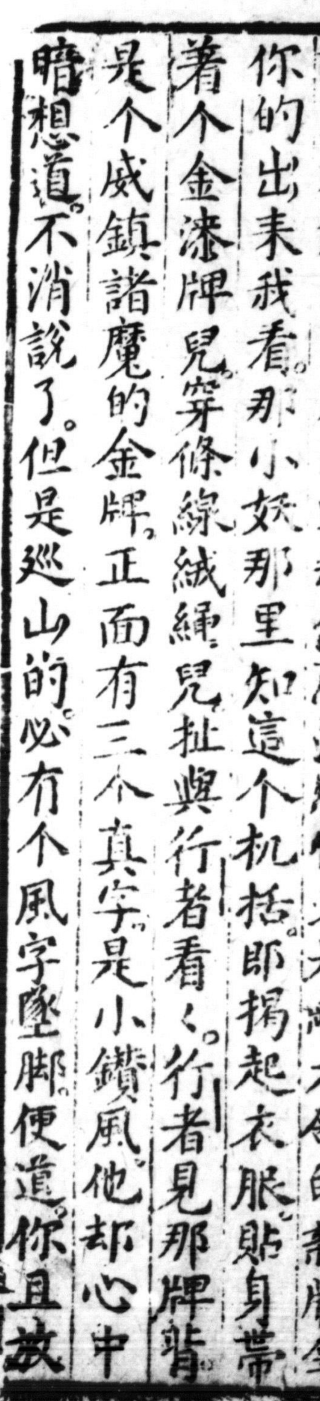 你的出来我看。那小妖那里知這个机括。即揭起衣服。貼身帶
着个金漆牌兒。穿條綠絨繩兒。扯與行者看〱。行者見那牌背。
是个威鎮諸魔的金牌。正面有三个真字。是小鑽風。他却心中
暗想道。不消說了。但是廵山的。必有个風字墜脚。便道。你且放